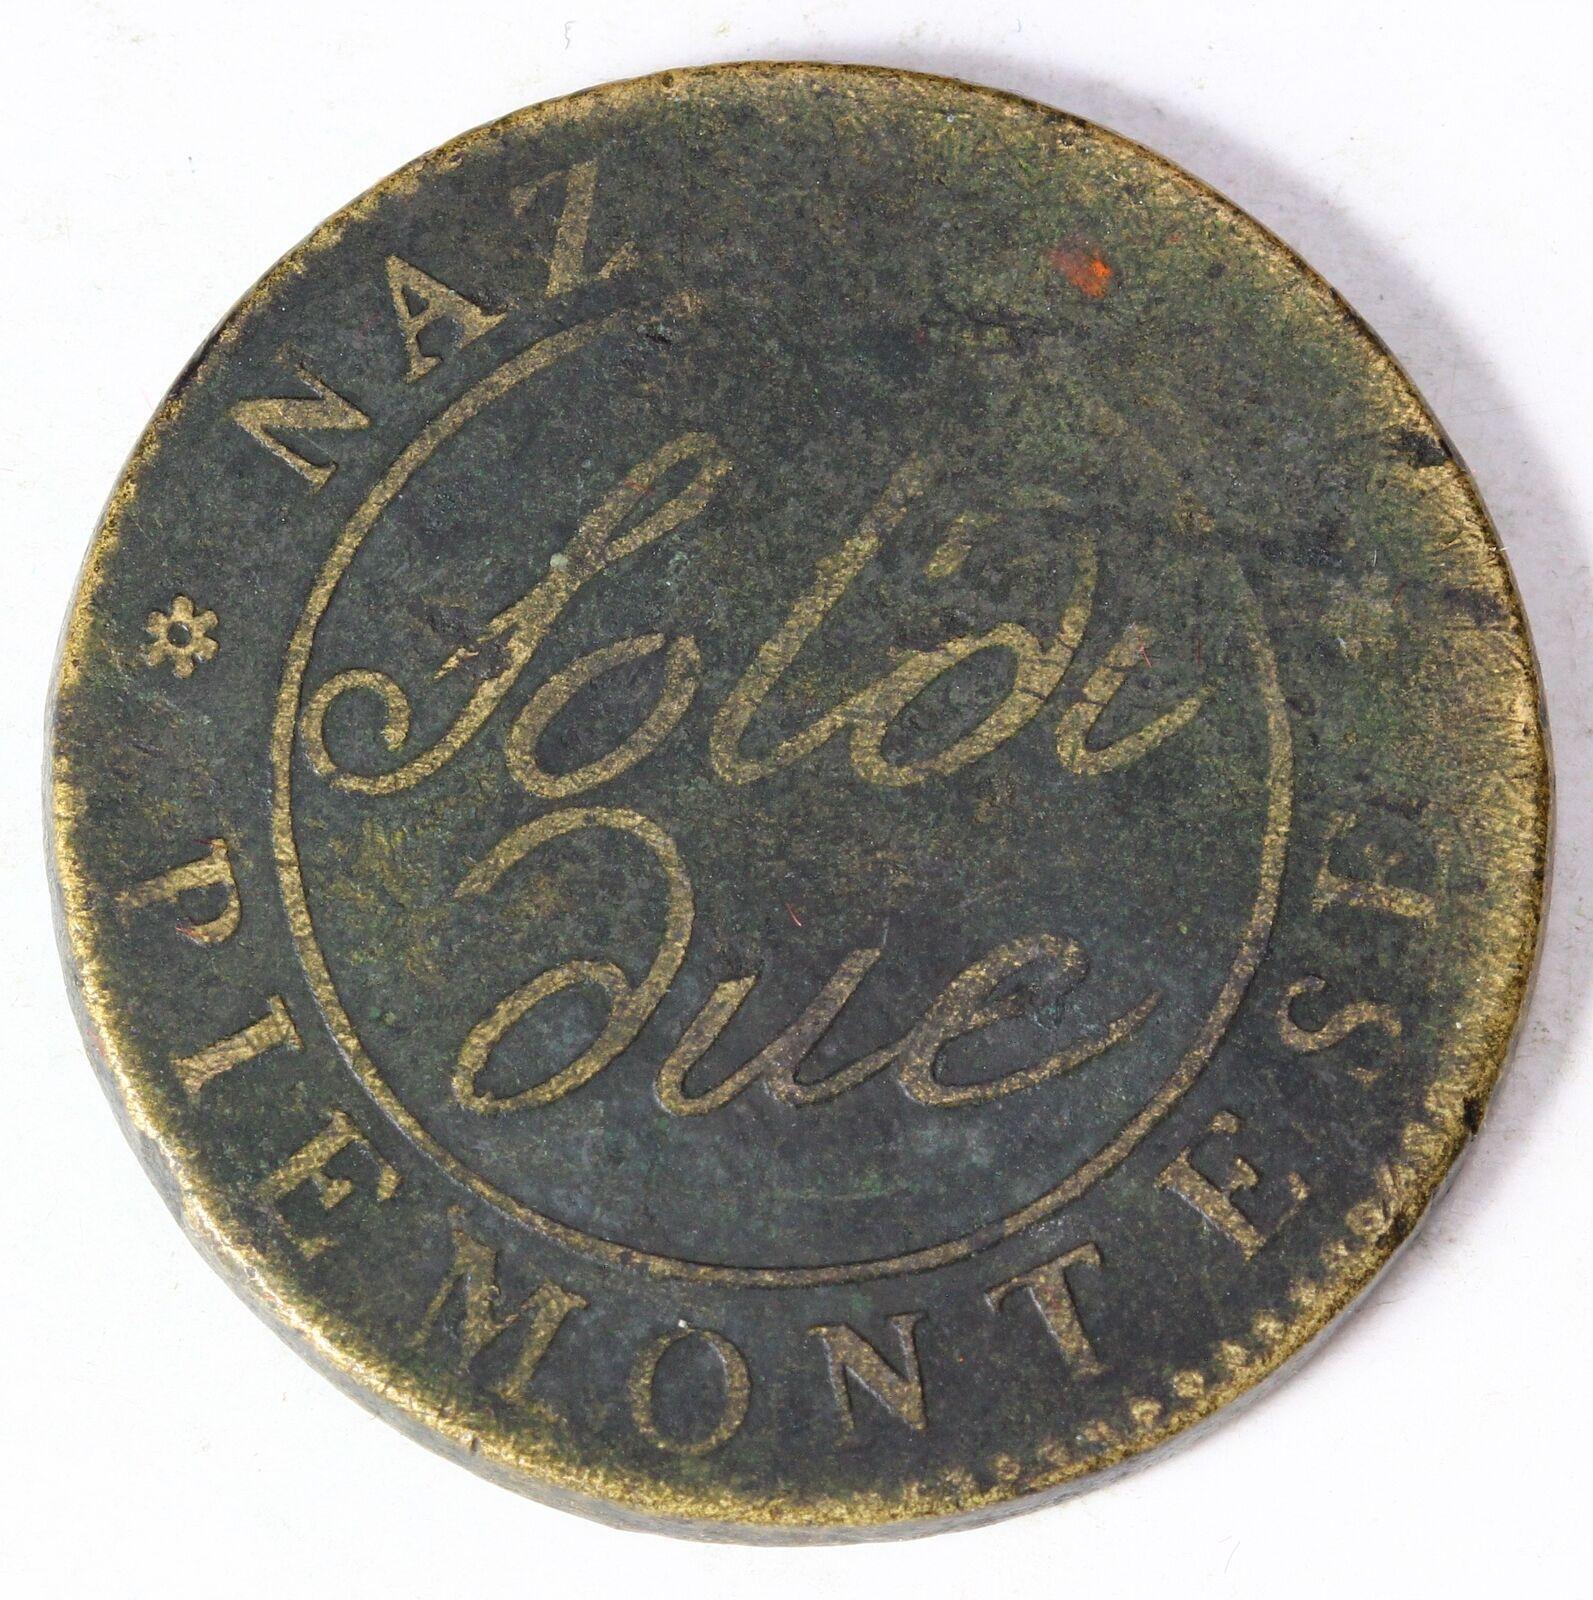 NAZ
PIEMONTESE
Soldi
Due